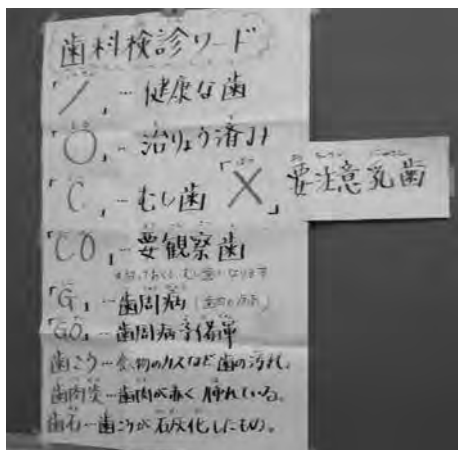 歯科検診ワード
「／」…健康な歯
「○」…治りょう済み
「C」…むし歯
「×」要注意乳歯
「CO」…要観察歯
「G」…歯周病
「GO」…歯周病予備軍
歯こう…食物のカスなど歯の汚れ。
歯肉炎…歯肉が赤く腫れている。
歯石…歯こうが石灰化したもの。